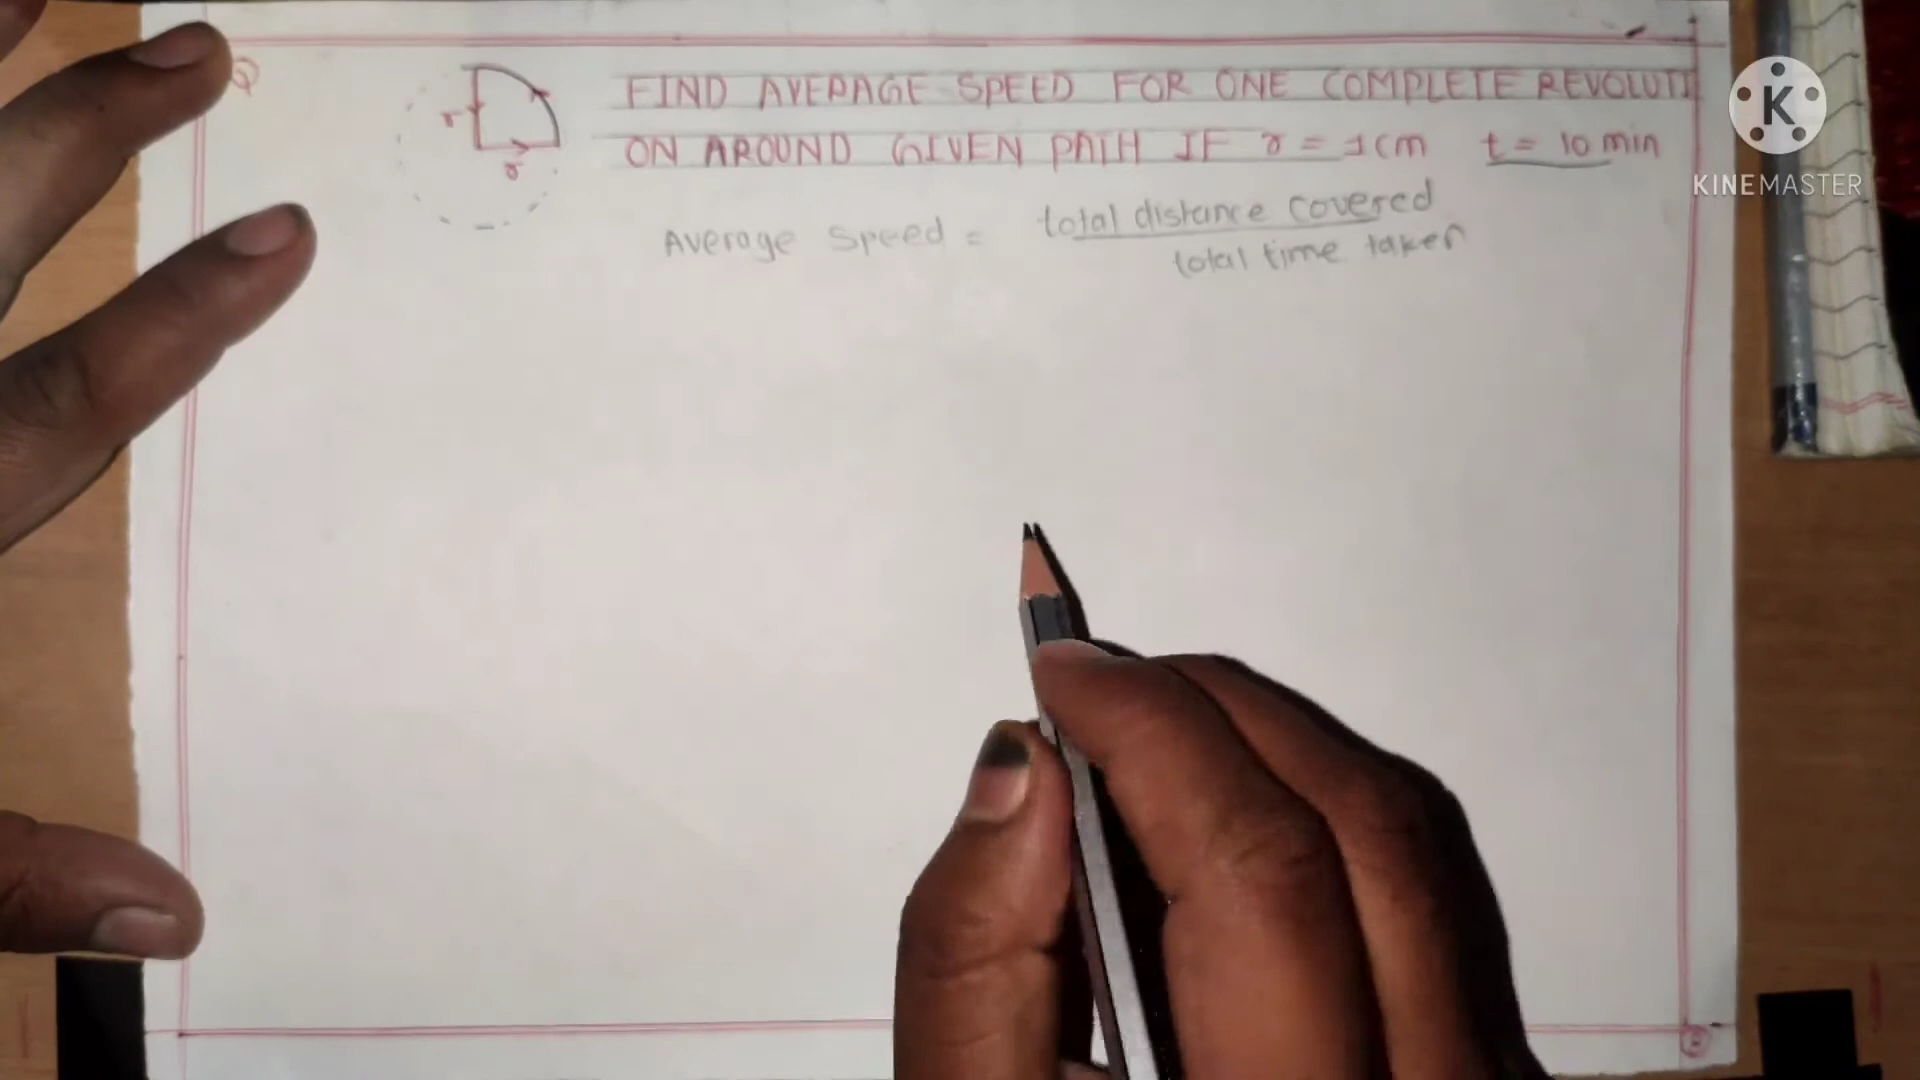 Q
FIND AVERAGE SPEED FOR ONE COMPLETE REVOLUTI
ON AROUND GIVEN PATH IF r = 1cm t = 10 min
r
r
Average Speed = total distance covered
total time taken
K
KINEMASTER